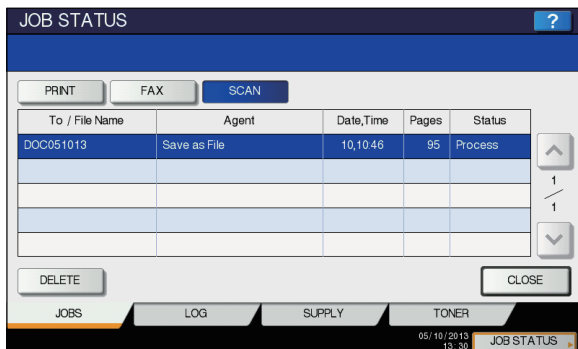 JOB STATUS ?
PRINT FAX SCAN
To / File Name Agent Date,Time Pages Status
DOC051013 Save as File 10,10:46 95 Process
1
1
DELETE CLOSE
JOBS LOG SUPPLY TONER
05/10/2013
13:30 JOB STATUS